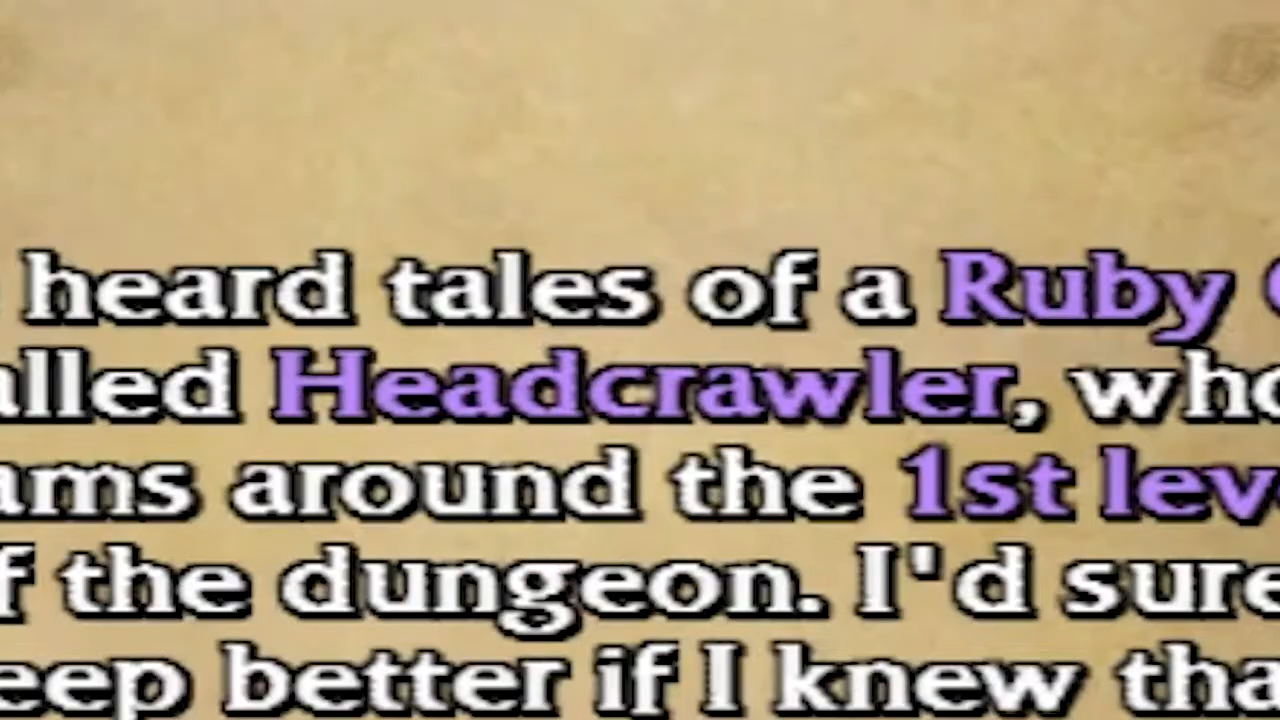 heard tales of a Ruby
alled Headcrawler, who
ams around the 1st lev
f the dungeon. I'd sure
eep better if I knew tha